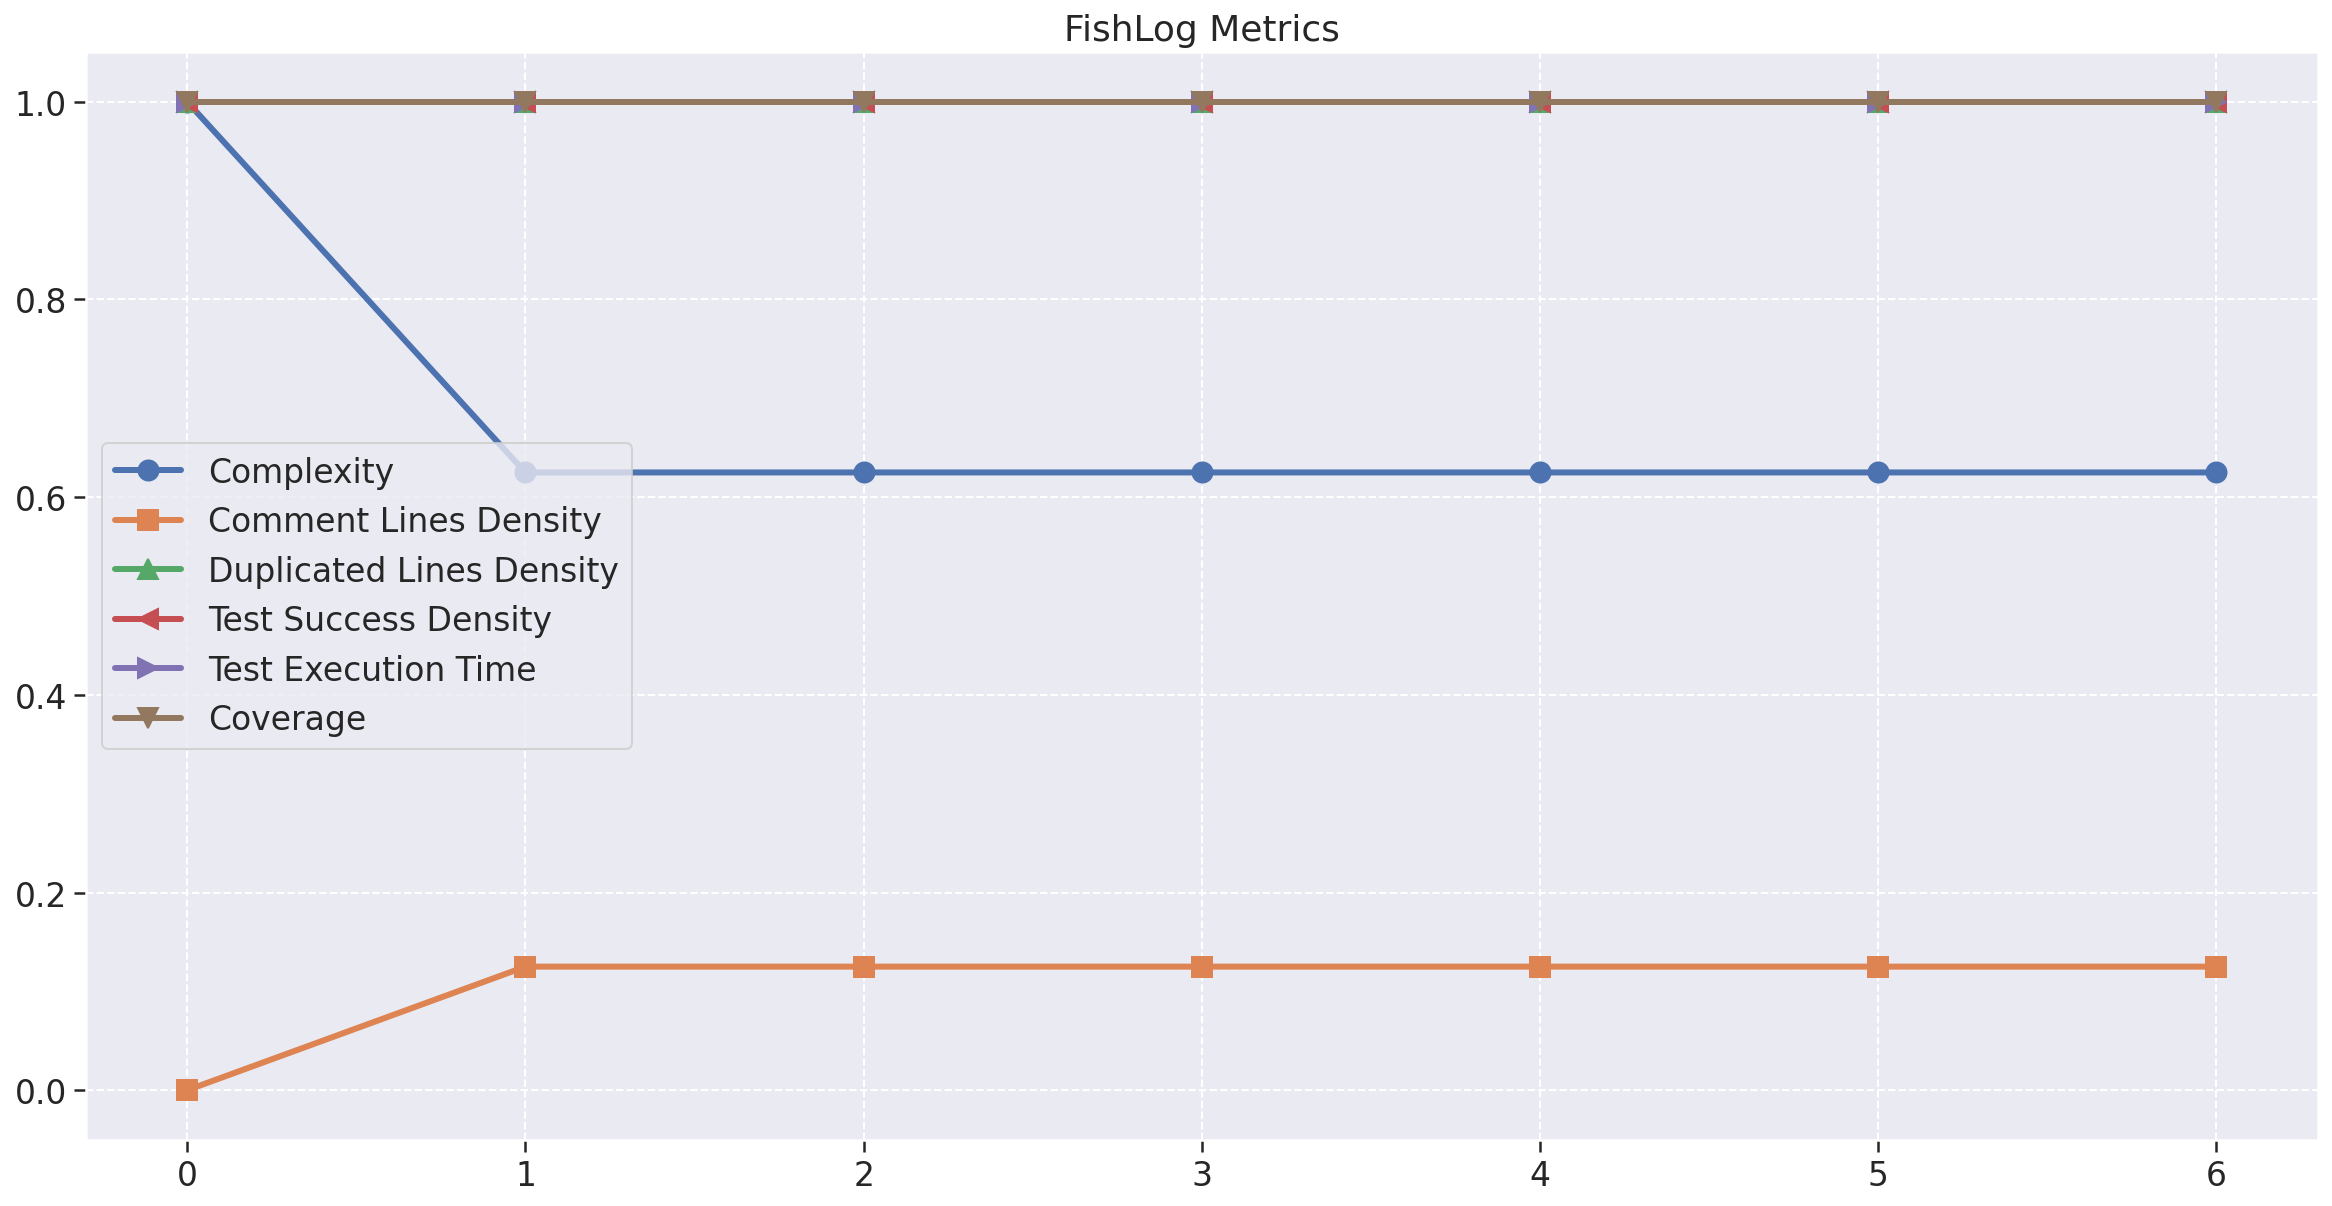 FishLog Metrics
1.0
0.8
0.6
0.4
0.2
0.0
Complexity
Comment Lines Density
Duplicated Lines Density
Test Success Density
Test Execution Time
Coverage
0 1 2 3 4 5 6